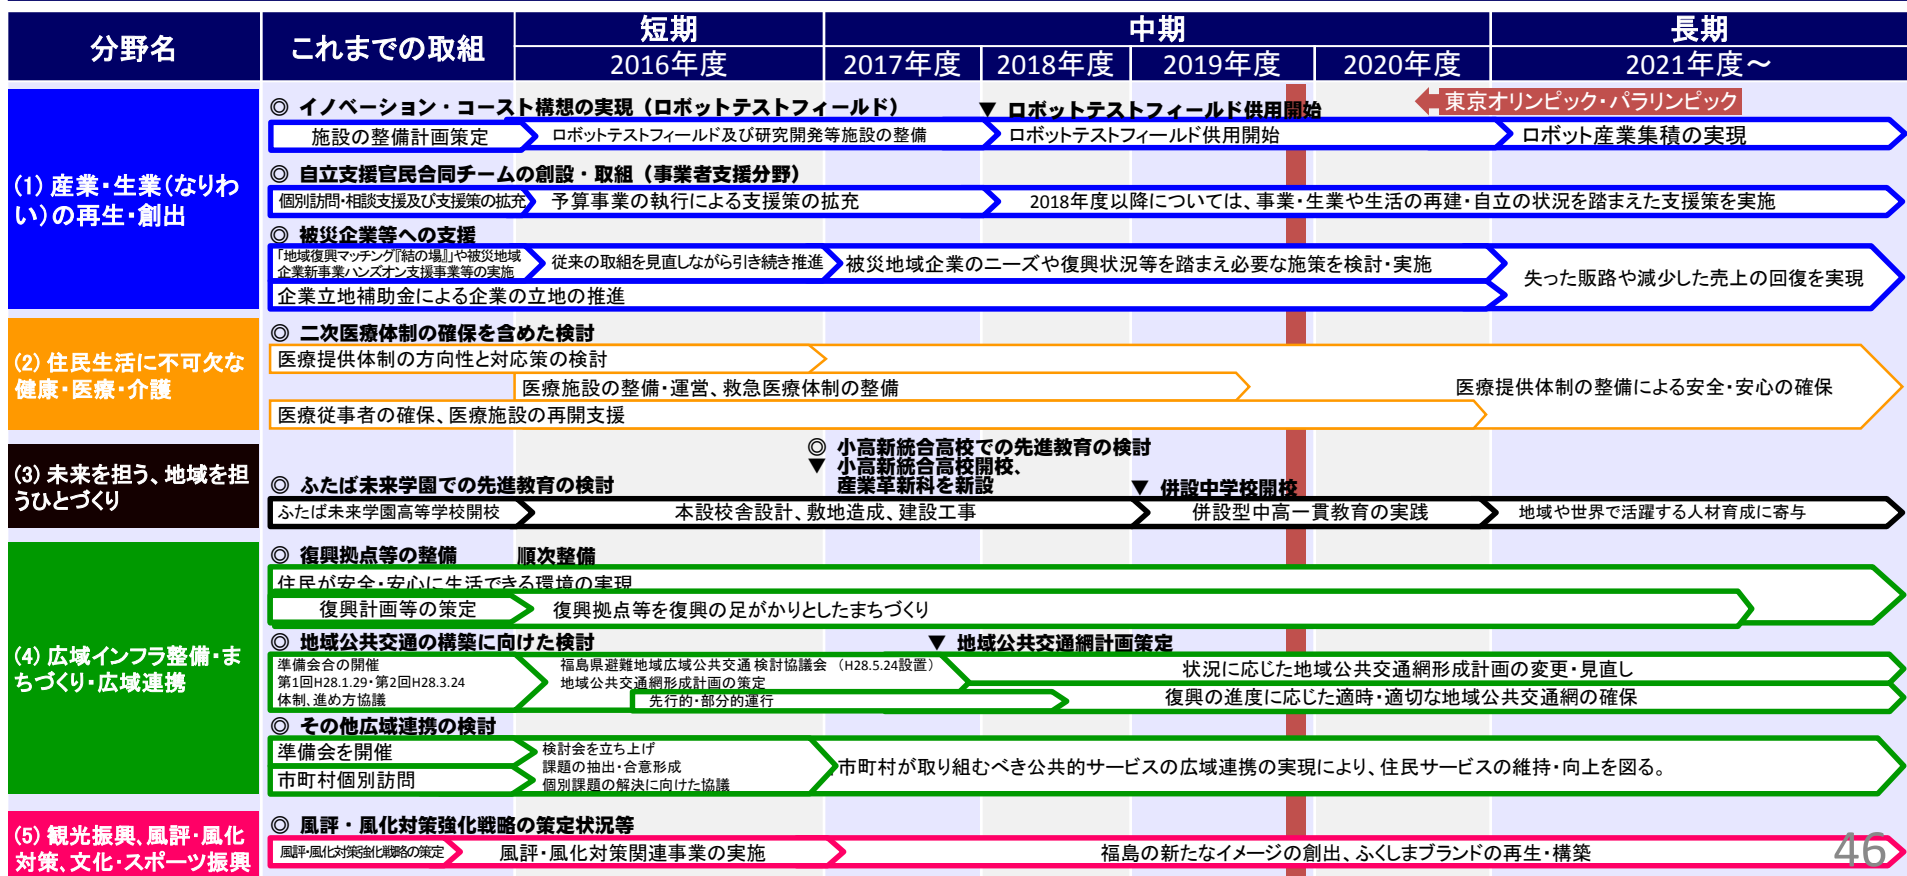 分野名
これまでの取組
短期
中期
長期
2016年度
2017年度
2018年度
2019年度
2020年度
2021年度～
東京オリンピック・パラリンピック
(1) 産業・生業(なりわ
い)の再生・創出
◎ イノベーション・コースト構想の実現（ロボットテストフィールド）
▼ ロボットテストフィールド供用開始
施設の整備計画策定
ロボットテストフィールド及び研究開発等施設の整備
ロボットテストフィールド供用開始
ロボット産業集積の実現
◎ 自立支援官民合同チームの創設・取組（事業者支援分野）
個別訪問・相談支援及び支援策の拡充
予算事業の執行による支援策の拡充
2018年度以降については、事業・生業や生活の再建・自立の状況を踏まえた支援策を実施
◎ 被災企業等への支援
「地域復興マッチング『結の場』」や被災地域
企業新事業ハンズオン支援事業等の実施
従来の取組を見直しながら引き続き推進
被災地域企業のニーズや復興状況等を踏まえ必要な施策を検討・実施
失った販路や減少した売上の回復を実現
企業立地補助金による企業の立地の推進
(2) 住民生活に不可欠な
健康・医療・介護
◎ 二次医療体制の確保を含めた検討
医療提供体制の方向性と対応策の検討
医療施設の整備・運営、救急医療体制の整備
医療提供体制の整備による安全・安心の確保
医療従事者の確保、医療施設の再開支援
(3) 未来を担う、地域を担
うひとづくり
◎ 小高新統合高校での先進教育の検討
▼ 小高新統合高校開校、
産業革新科を新設
◎ ふたば未来学園での先進教育の検討
▼ 併設中学校開校
ふたば未来学園高等学校開校
本設校舎設計、敷地造成、建設工事
併設型中高一貫教育の実践
地域や世界で活躍する人材育成に寄与
(4) 広域インフラ整備・ま
ちづくり・広域連携
◎ 復興拠点等の整備
順次整備
住民が安全・安心に生活できる環境の実現
復興計画等の策定
復興拠点等を復興の足がかりとしたまちづくり
◎ 地域公共交通の構築に向けた検討
▼ 地域公共交通網計画策定
準備会合の開催
第1回H28.1.29・第2回H28.3.24
体制、進め方協議
福島県避難地域広域公共交通検討協議会 （H28.5.24設置）
地域公共交通網形成計画の策定
状況に応じた地域公共交通網形成計画の変更・見直し
先行的・部分的運行
復興の進度に応じた適時・適切な地域公共交通網の確保
◎ その他広域連携の検討
準備会を開催
市町村個別訪問
検討会を立ち上げ
課題の抽出・合意形成
個別課題の解決に向けた協議
市町村が取り組むべき公共的サービスの広域連携の実現により、住民サービスの維持・向上を図る。
(5) 観光振興、風評・風化
対策、文化・スポーツ振興
◎ 風評・風化対策強化戦略の策定状況等
風評・風化対策強化戦略の策定
風評・風化対策関連事業の実施
福島の新たなイメージの創出、ふくしまブランドの再生・構築
46